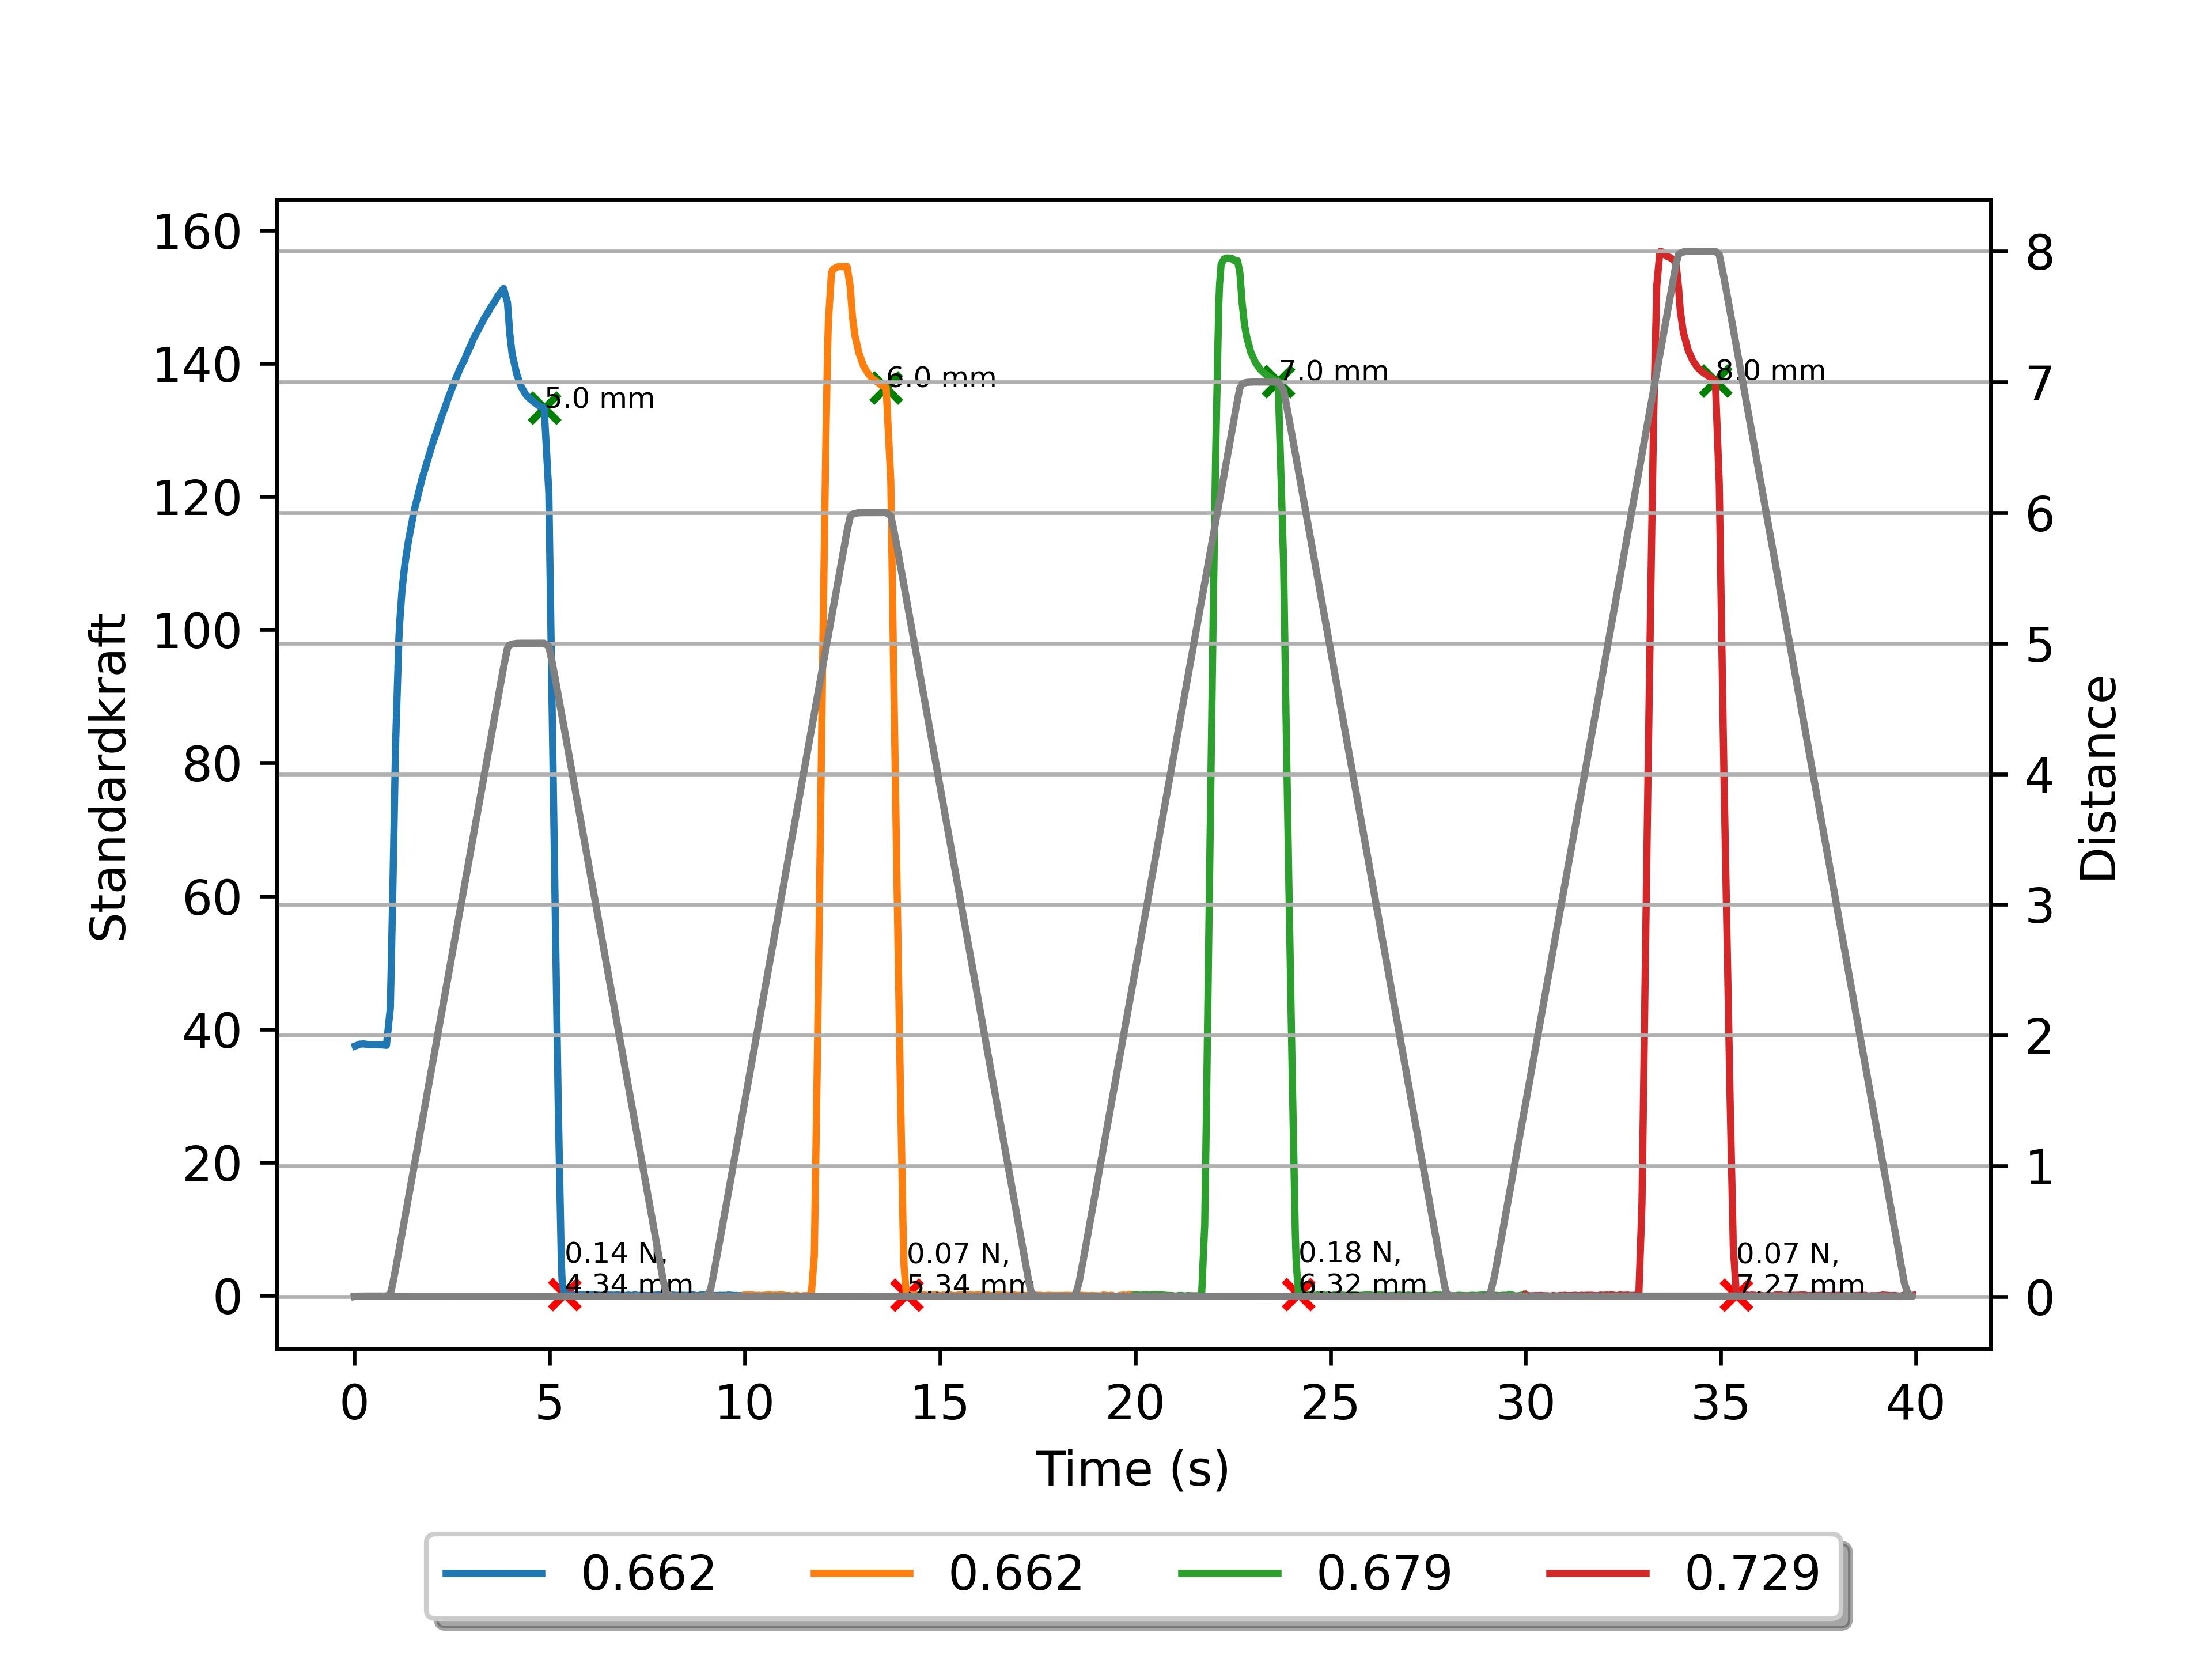 160
140
120
100
80
60
40
20
0
Standardkraft
8
7
6
5
4
3
2
1
0
Distance
5.0 mm
6.0 mm
7.0 mm
8.0 mm
0.14 N,
4.34 mm
0.07 N,
5.34 mm
0.18 N,
6.32 mm
0.07 N,
7.27 mm
0 5 10 15 20 25 30 35 40
Time (s)
0.662 0.662 0.679 0.729